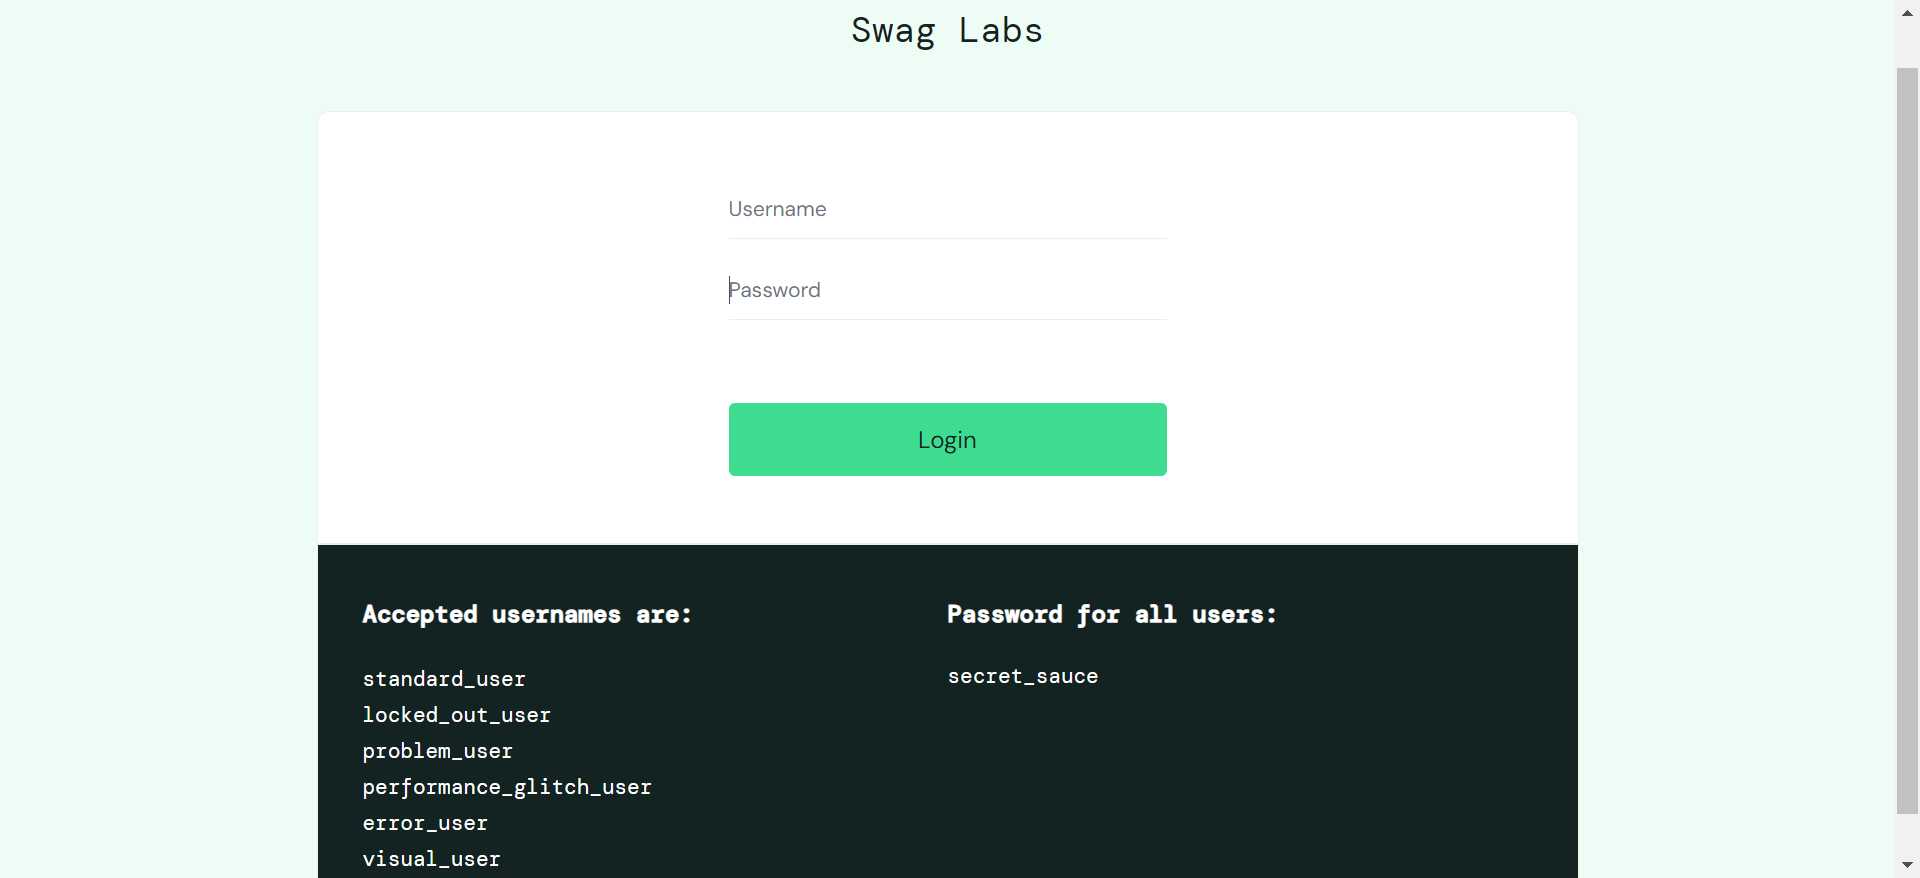 Swag Labs
Username
Password
Login
Accepted usernames are:
standard_user
locked_out_user
problem_user
performance_glitch_user
error_user
visual_user
Password for all users:
secret_sauce